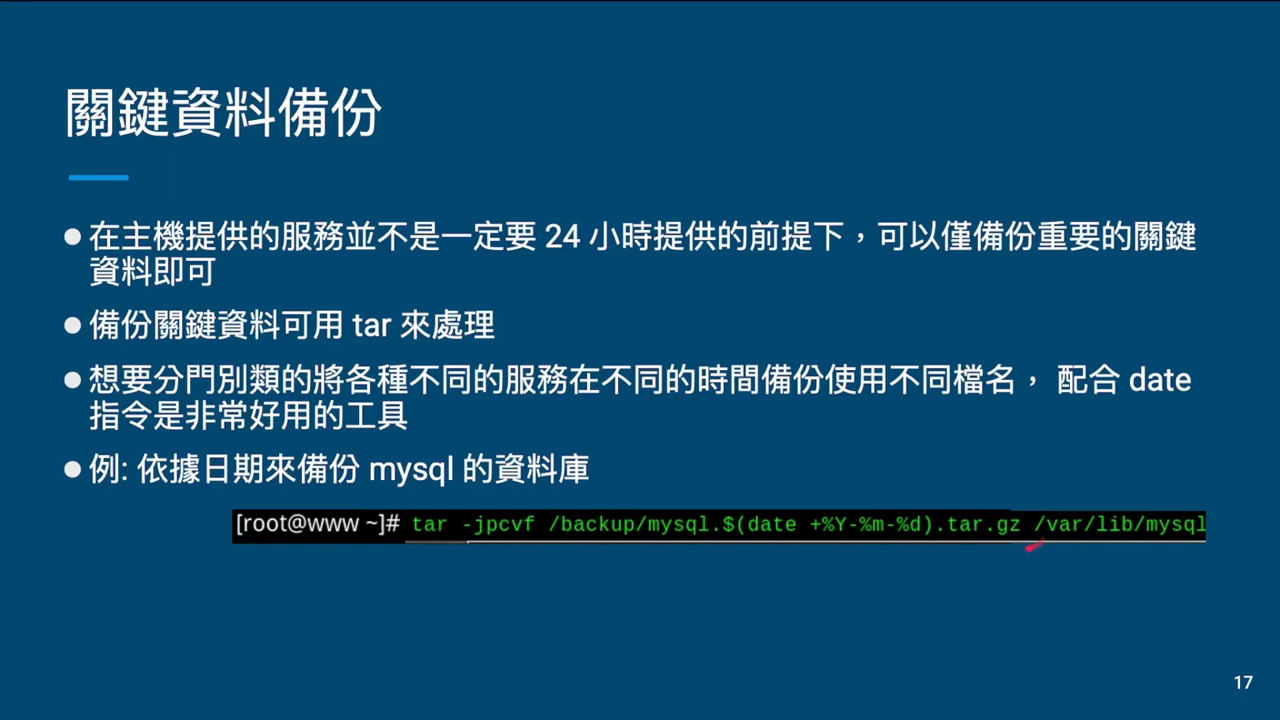 關鍵資料備份
在主機提供的服務並不是一定要 24 小時提供的前提下，可以僅備份重要的關鍵
資料即可
備份關鍵資料可用 tar 來處理
想要分門別類的將各種不同的服務在不同的時間備份使用不同檔名， 配合 date
指令是非常好用的工具
例: 依據日期來備份 mysql 的資料庫
[root@www ~]# tar -jpcvf /backup/mysql.$(date +%Y-%m-%d).tar.gz /var/lib/mysql
17